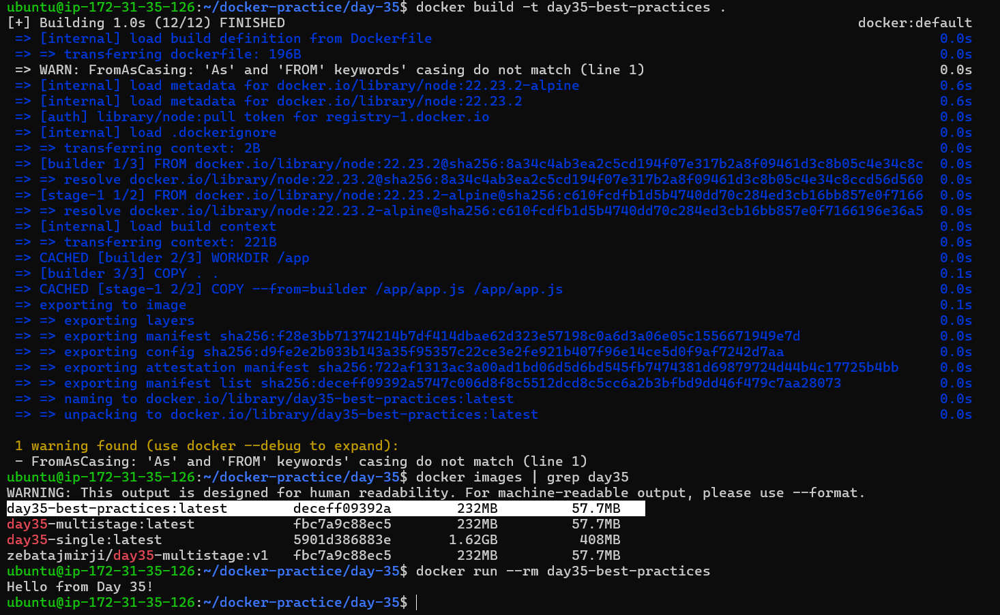 ubuntu@ip-172-31-35-126:~/docker-practice/day-35$ docker build -t day35-best-practices .
[+] Building 1.0s (12/12) FINISHED docker:default
=> [internal] load build definition from Dockerfile 0.0s
=> => transferring dockerfile: 196B 0.0s
=> WARN: FromAsCasing: 'As' and 'FROM' keywords' casing do not match (line 1) 0.0s
=> [internal] load metadata for docker.io/library/node:22.23.2-alpine 0.6s
=> [internal] load metadata for docker.io/library/node:22.23.2 0.6s
=> [auth] library/node:pull token for registry-1.docker.io 0.0s
=> [internal] load .dockerignore 0.0s
=> => transferring context: 2B 0.0s
=> [builder 1/3] FROM docker.io/library/node:22.23.2@sha256:8a34c4ab3ea2c5cd194f07e317b2a8f09461d3c8b05c4e34c8c 0.0s
=> => resolve docker.io/library/node:22.23.2@sha256:8a34c4ab3ea2c5cd194f07e317b2a8f09461d3c8b05c4e34c8ccd56d560 0.0s
=> [stage-1 1/2] FROM docker.io/library/node:22.23.2-alpine@sha256:c610fcdfb1d5b4740dd70c284ed3cb16bb857e0f7166 0.0s
=> => resolve docker.io/library/node:22.23.2-alpine@sha256:c610fcdfb1d5b4740dd70c284ed3cb16bb857e0f7166196e36a5 0.0s
=> [internal] load build context 0.0s
=> => transferring context: 221B 0.0s
=> CACHED [builder 2/3] WORKDIR /app 0.0s
=> [builder 3/3] COPY . . 0.1s
=> CACHED [stage-1 2/2] COPY --from=builder /app/app.js /app/app.js 0.0s
=> exporting to image 0.1s
=> => exporting layers 0.0s
=> => exporting manifest sha256:f28e3bb71374214b7df414dbae62d323e57198c0a6d3a06e05c1556671949e7d 0.0s
=> => exporting config sha256:d9fe2e2b033b143a35f95357c22ce3e2fe921b407f96e14ce5d0f9af7242d7aa 0.0s
=> => exporting attestation manifest sha256:722af1313ac3a00ad1bd06d5d6bd545fb7474381d69879724d44b4c17725b4bb 0.0s
=> => exporting manifest list sha256:deceff09392a5747c006d8f8c5512dcd8c5cc6a2b3bfbd9dd46f479c7aa28073 0.0s
=> => naming to docker.io/library/day35-best-practices:latest 0.0s
=> => unpacking to docker.io/library/day35-best-practices:latest 0.0s
1 warning found (use docker --debug to expand):
- FromAsCasing: 'As' and 'FROM' keywords' casing do not match (line 1)
ubuntu@ip-172-31-35-126:~/docker-practice/day-35$ docker images | grep day35
WARNING: This output is designed for human readability. For machine-readable output, please use --format.
day35-best-practices:latest deceff09392a 232MB 57.7MB
day35-multistage:latest fbc7a9c88ec5 232MB 57.7MB
day35-single:latest 5901d386883e 1.62GB 408MB
zebatajmirji/day35-multistage:v1 fbc7a9c88ec5 232MB 57.7MB
ubuntu@ip-172-31-35-126:~/docker-practice/day-35$ docker run --rm day35-best-practices
Hello from Day 35!
ubuntu@ip-172-31-35-126:~/docker-practice/day-35$